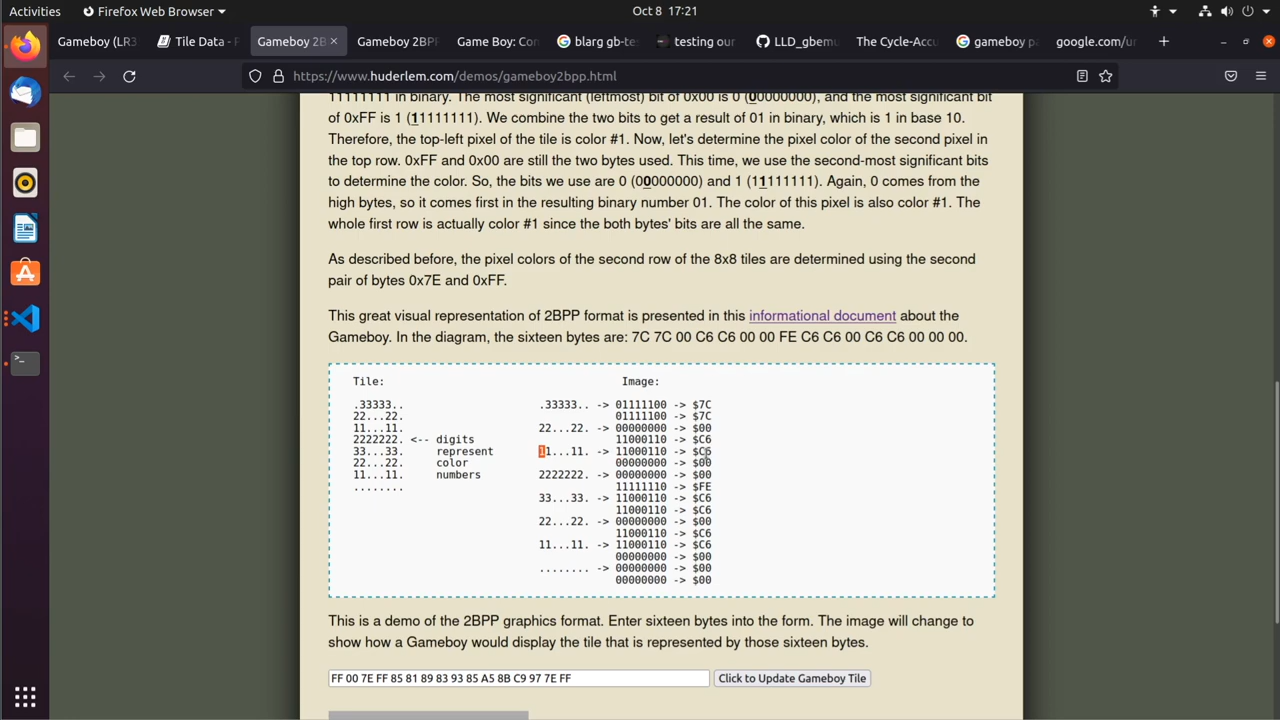 Activities
Firefox Web Browser
Oct 8 17:21
Gameboy (LR3
Tile Data - P
Gameboy 2B
Gameboy 2BPP
Game Boy: Con
blarg gb-tes
testing our
LLD_gbemu
The Cycle-Accu
gameboy pa
google.com/ur
https://www.huderlem.com/demos/gameboy2bpp.html
11111111 in binary. The most significant (leftmost) bit of 0x00 is 0 (00000000), and the most significant bit
of 0xFF is 1 (11111111). We combine the two bits to get a result of 01 in binary, which is 1 in base 10.
Therefore, the top-left pixel of the tile is color #1. Now, let's determine the pixel color of the second pixel in
the top row. 0xFF and 0x00 are still the two bytes used. This time, we use the second-most significant bits
to determine the color. So, the bits we use are 0 (00000000) and 1 (11111111). Again, 0 comes from the
high bytes, so it comes first in the resulting binary number 01. The color of this pixel is also color #1. The
whole first row is actually color #1 since the both bytes' bits are all the same.
As described before, the pixel colors of the second row of the 8x8 tiles are determined using the second
pair of bytes 0x7E and 0xFF.
This great visual representation of 2BPP format is presented in this informational document about the
Gameboy. In the diagram, the sixteen bytes are: 7C 7C 00 C6 C6 00 00 FE C6 C6 00 C6 C6 00 00 00.
Tile: Image:
.33333.. .33333.. -> 01111100 -> $7C
22...22. 01111100 -> $7C
11...11. 22...22. -> 00000000 -> $00
2222222. <-- digits 11000110 -> $C6
33...33. represent 11...11. -> 11000110 -> $C6
22...22. color 00000000 -> $00
11...11. numbers 2222222. -> 00000000 -> $00
........ 11111110 -> $FE
33...33. -> 11000110 -> $C6
11000110 -> $C6
22...22. -> 00000000 -> $00
11000110 -> $C6
11...11. -> 11000110 -> $C6
00000000 -> $00
........ -> 00000000 -> $00
00000000 -> $00
This is a demo of the 2BPP graphics format. Enter sixteen bytes into the form. The image will change to
show how a Gameboy would display the tile that is represented by those sixteen bytes.
FF 00 7E FF 85 81 89 83 93 85 A5 8B C9 97 7E FF
Click to Update Gameboy Tile